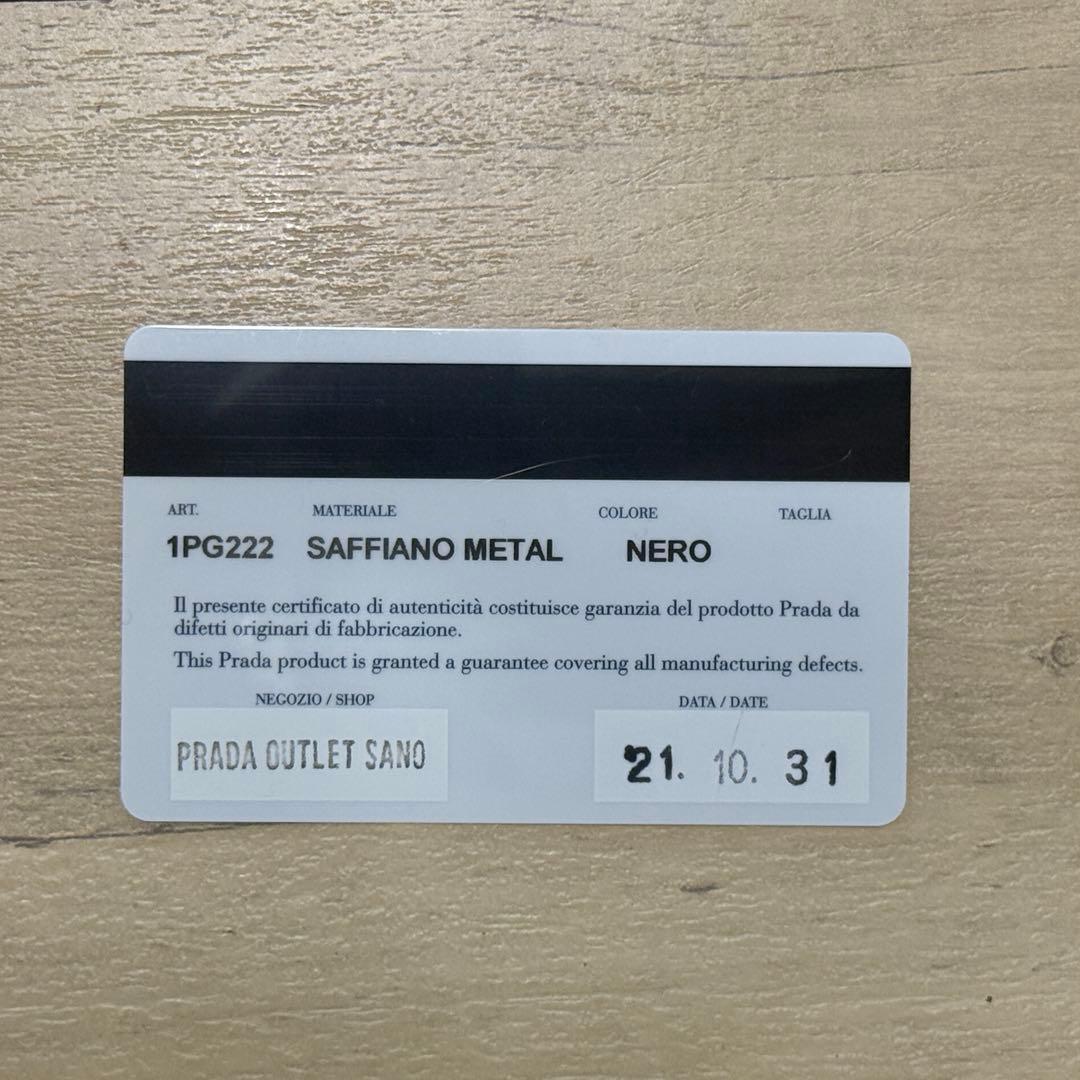 ART. MATERIALE COLORE TAGLIA
1PG222 SAFFIANO METAL NERO
Il presente certificato di autenticità costituisce garanzia del prodotto Prada da
difetti originari di fabbricazione.
This Prada product is granted a guarantee covering all manufacturing defects.
NEGOZIO / SHOP DATA / DATE
PRADA OUTLET SANO 21. 10. 31